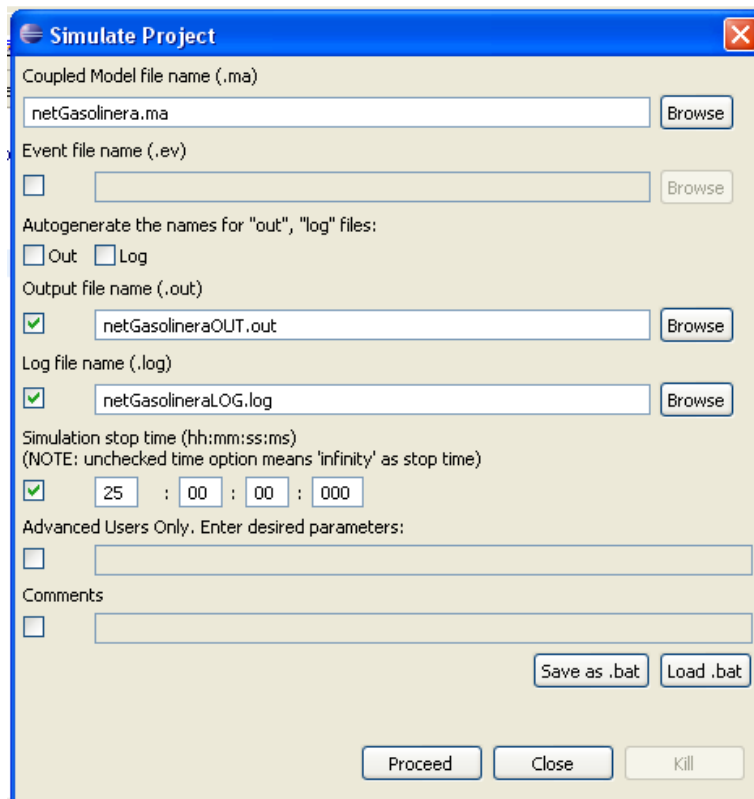 Simulate Project
Coupled Model file name (.ma)
netGasolinera.ma Browse
Event file name (.ev)
Browse
Autogenerate the names for "out", "log" files:
Out Log
Output file name (.out)
netGasolineraOUT.out Browse
Log file name (.log)
netGasolineraLOG.log Browse
Simulation stop time (hh:mm:ss:ms)
(NOTE: unchecked time option means 'infinity' as stop time)
25 : 00 : 00 : 000
Advanced Users Only. Enter desired parameters:
Comments
Save as .bat Load .bat
Proceed Close Kill